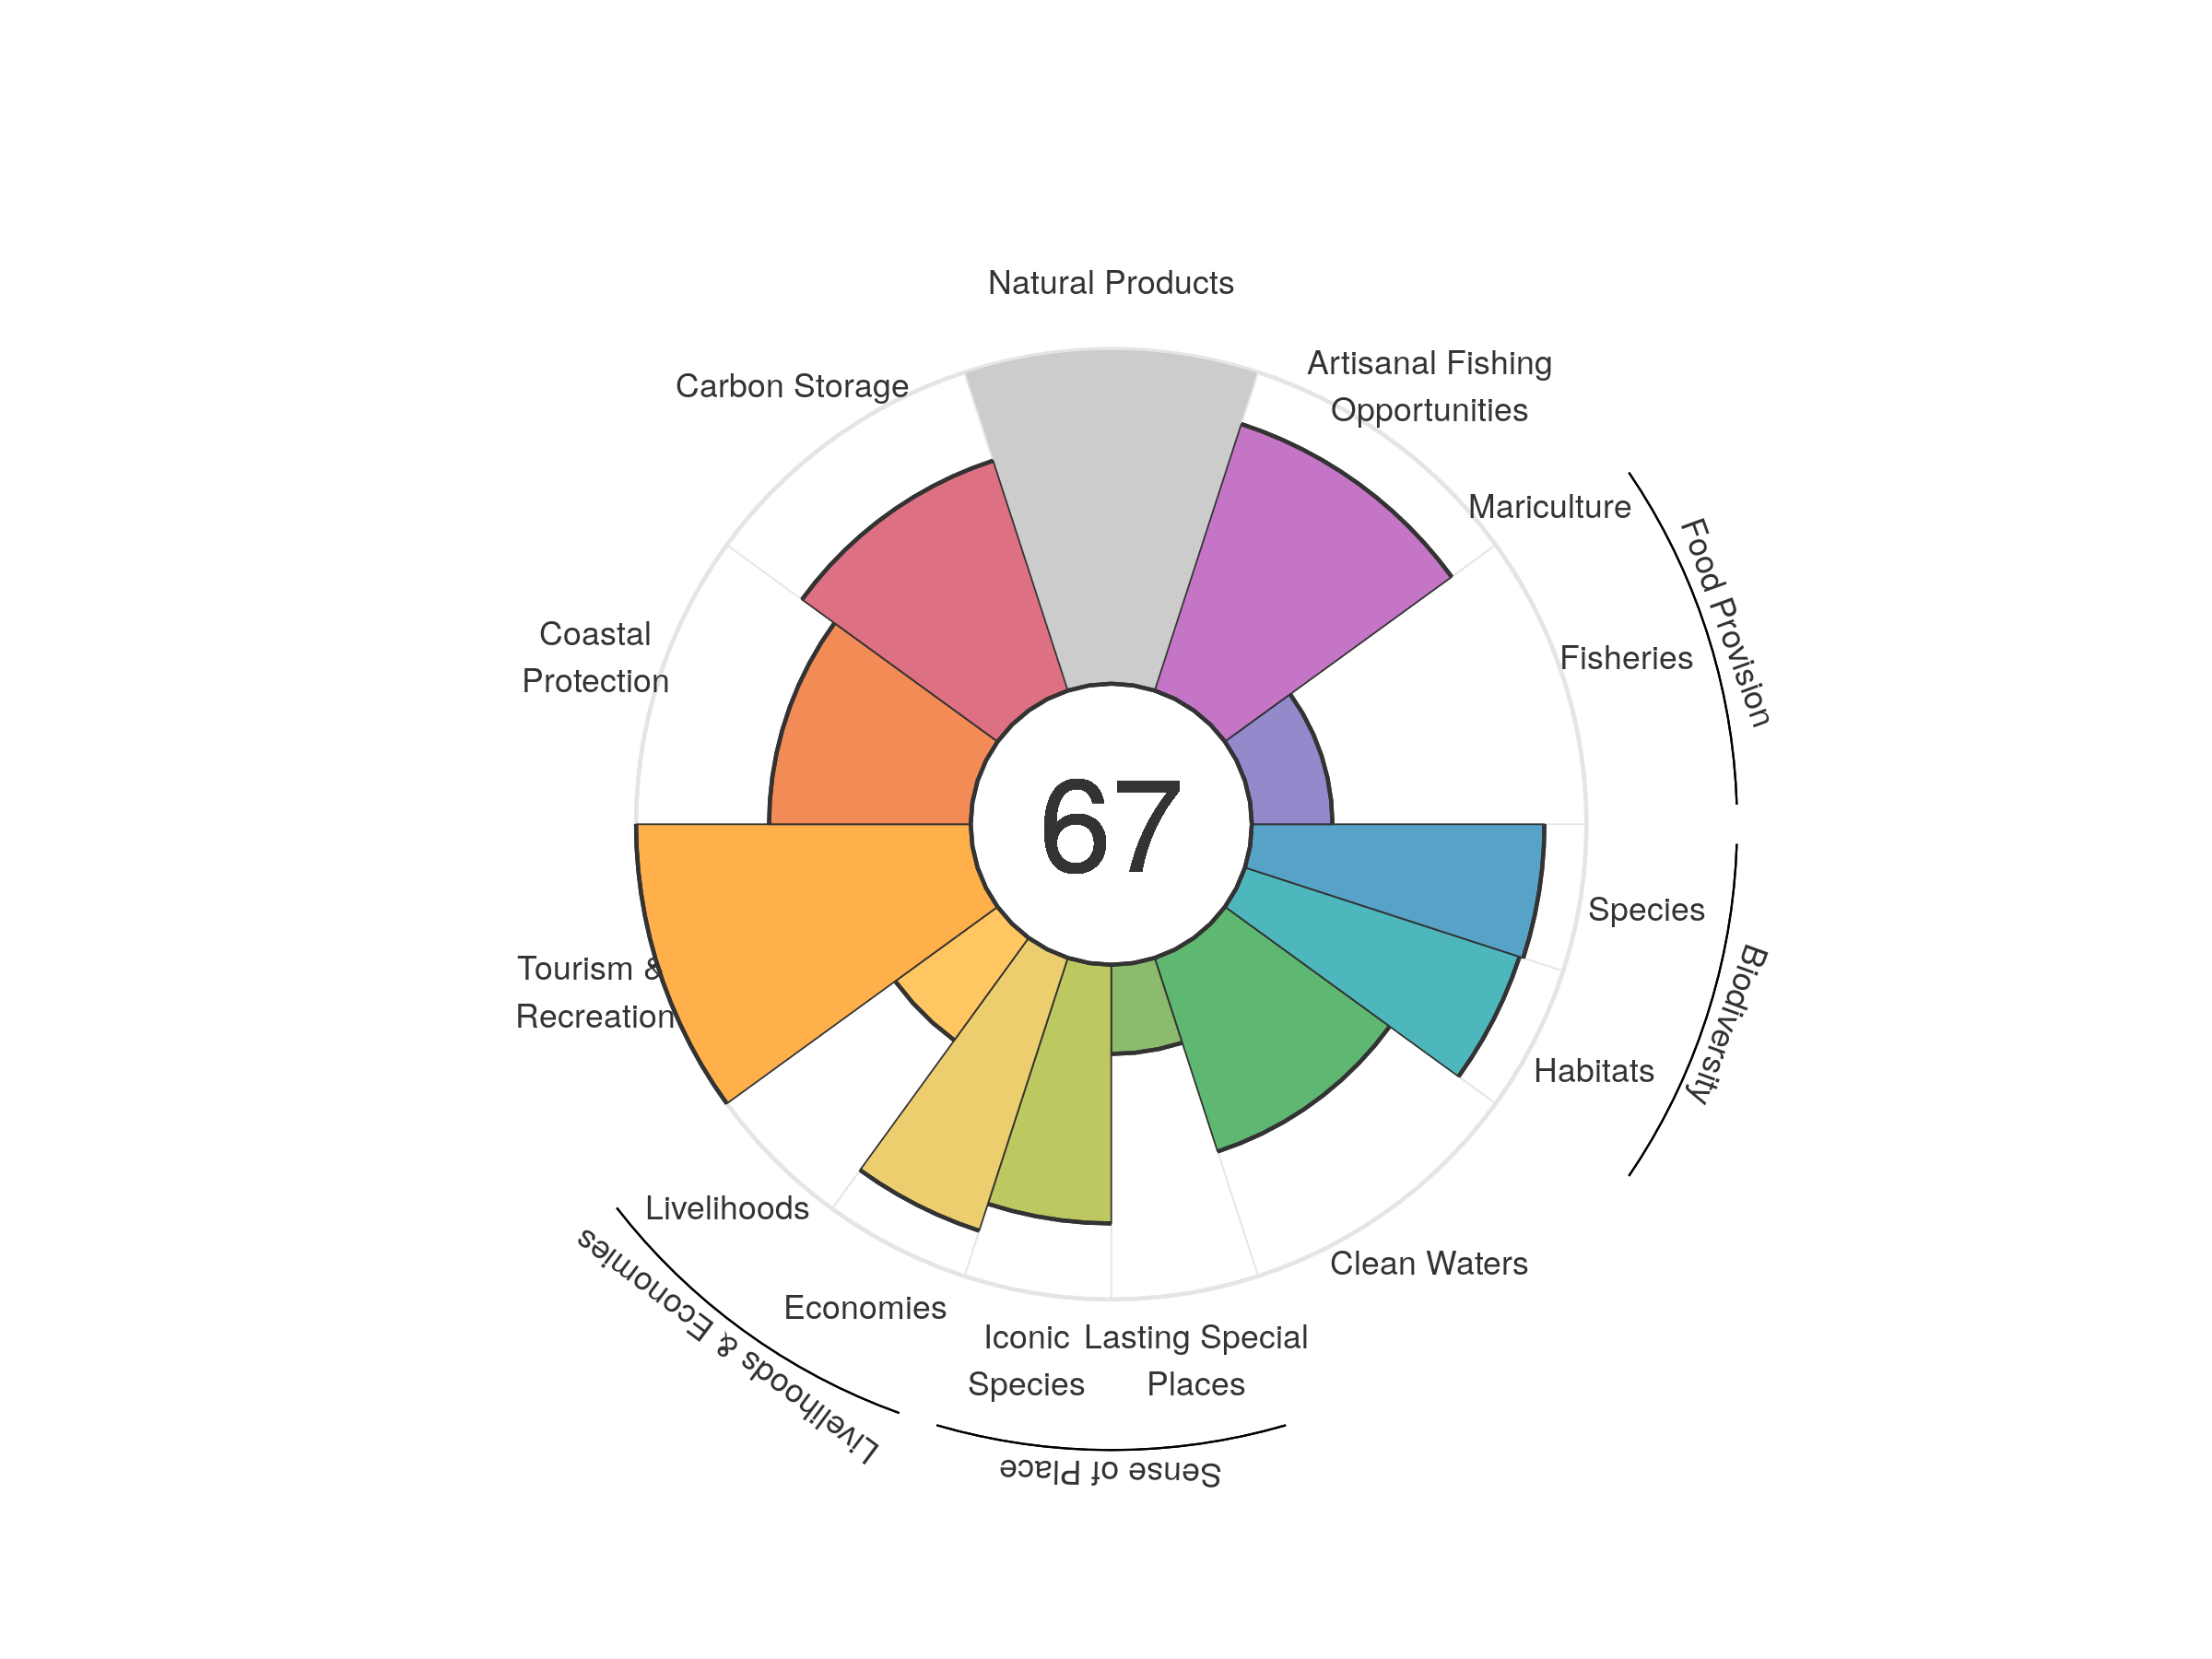 Natural Products
Artisanal Fishing
Opportunities
Carbon Storage
Mariculture
Food Provision
Fisheries
Coastal
Protection
67
Species
Biodiversity
Tourism &
Recreation
Habitats
Livelihoods
Livelihoods & Economies
Clean Waters
Economies
Iconic
Species
Lasting Special
Places
Sense of Place